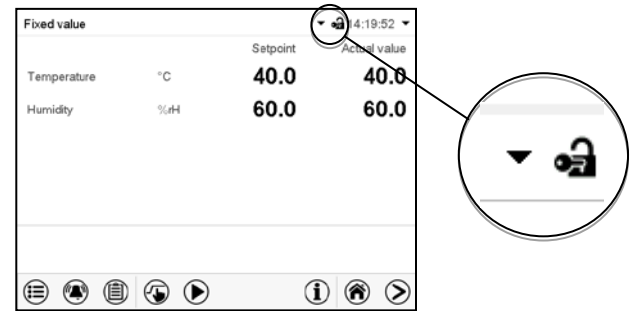 Fixed value 14:19:52
Setpoint Actual value
Temperature °C 40.0 40.0
Humidity %rH 60.0 60.0